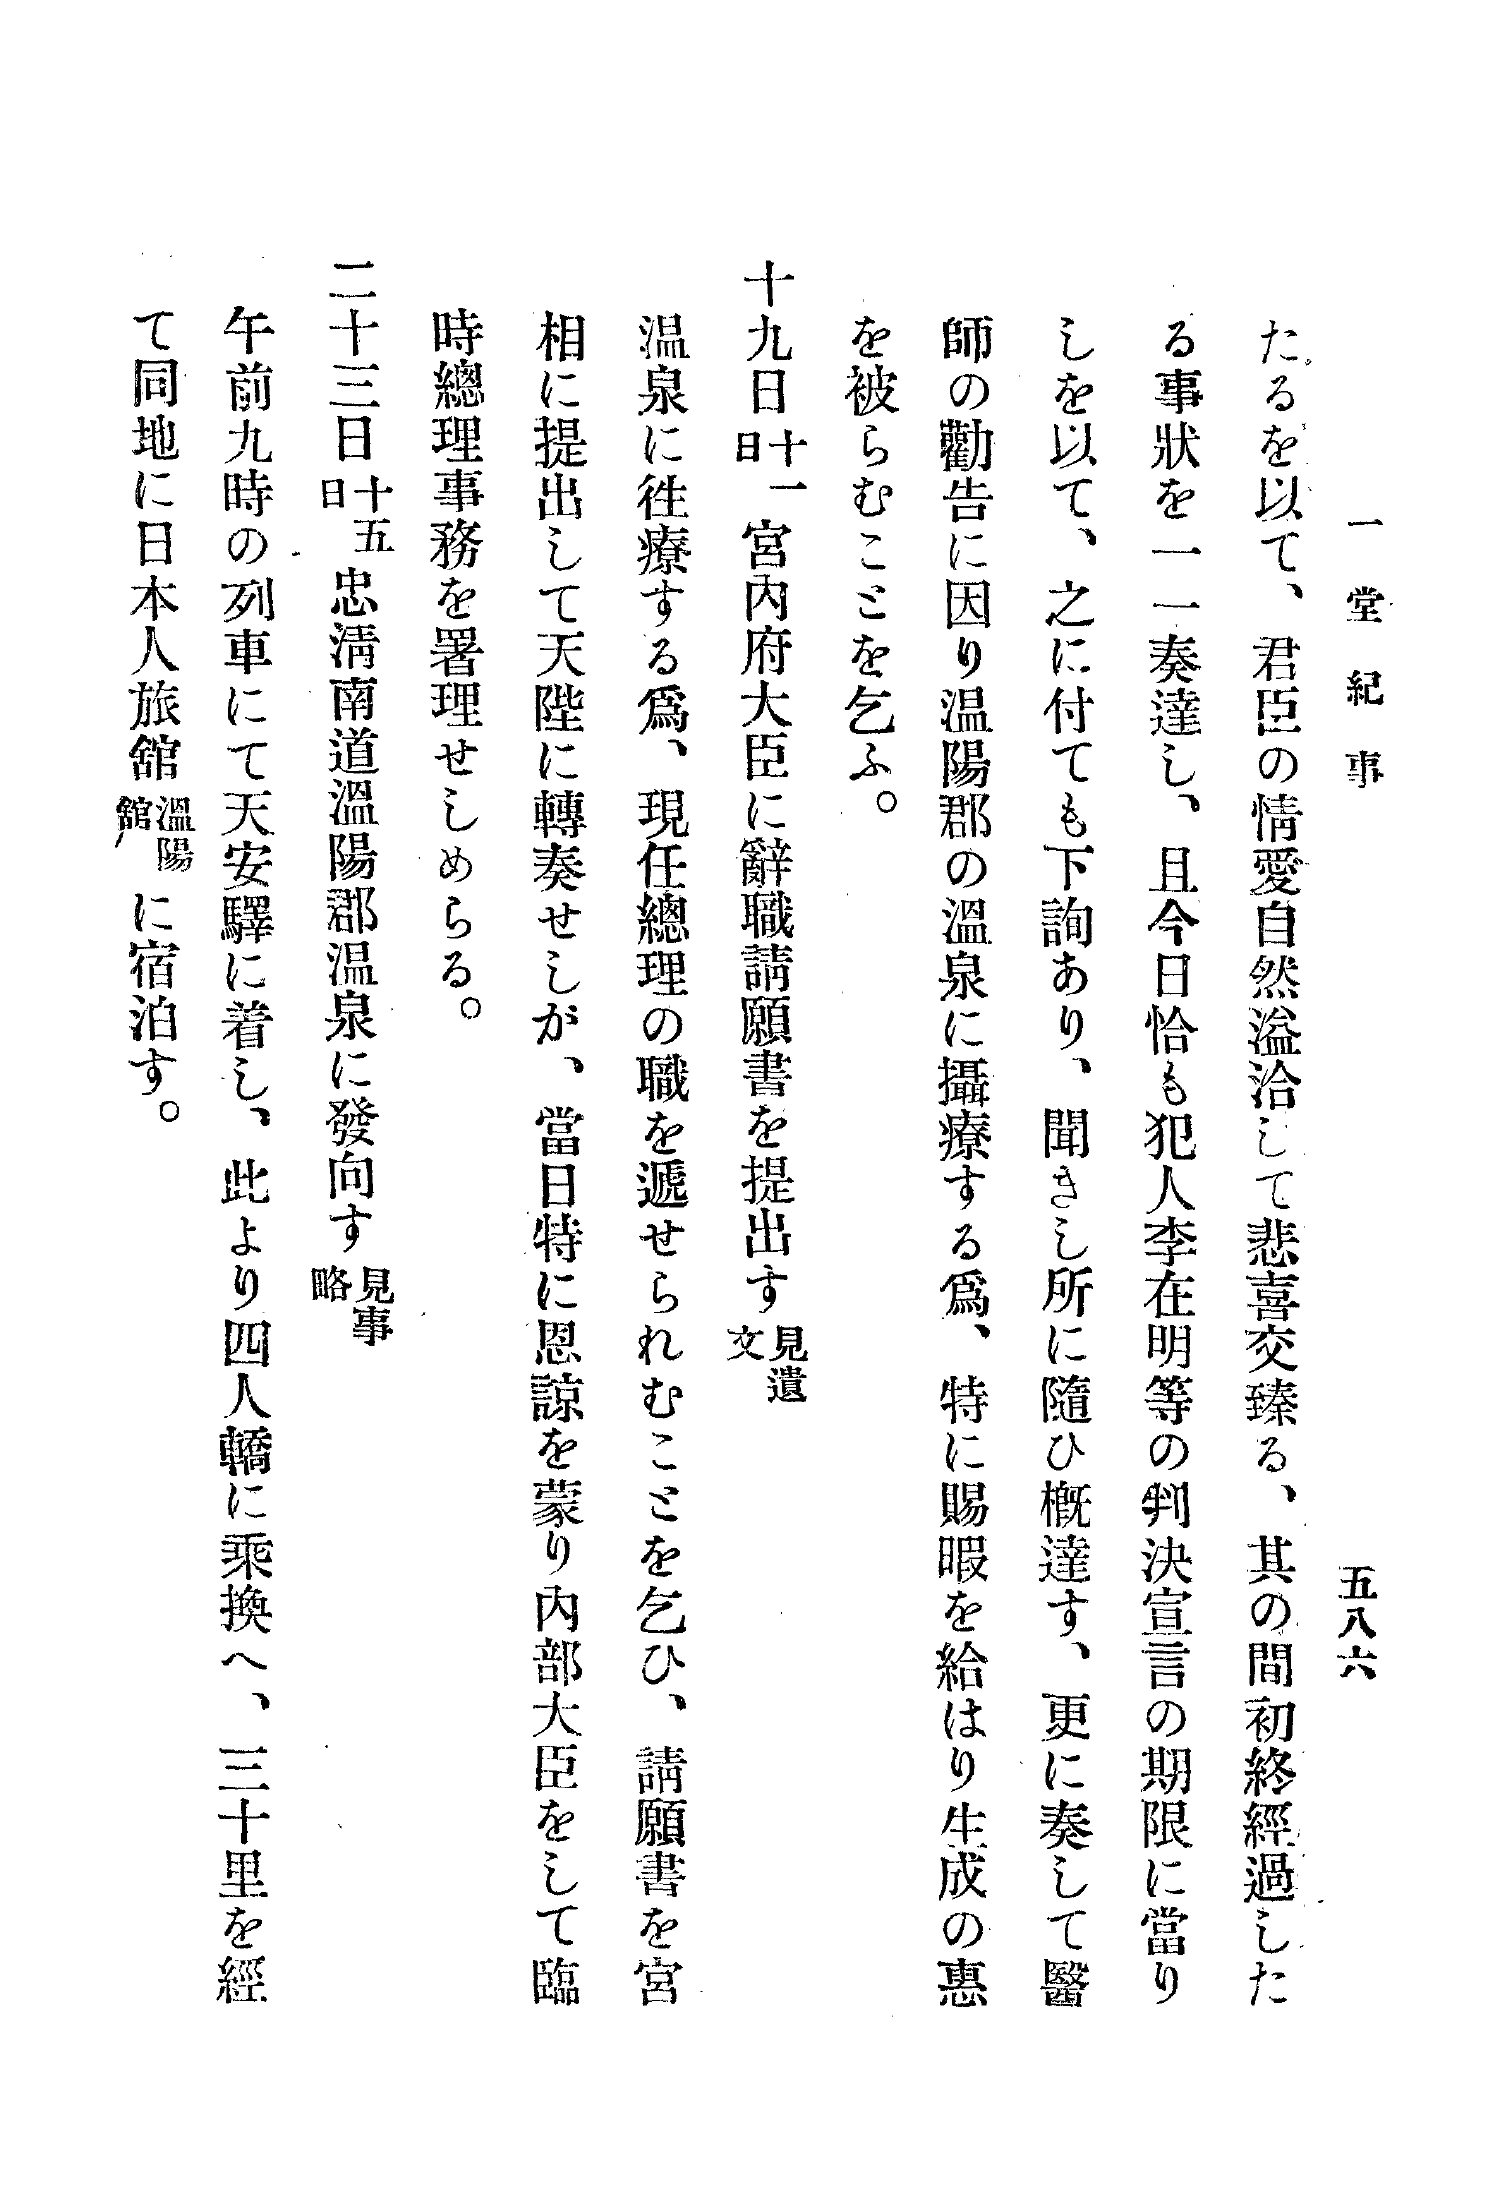 一堂紀事
五八六
たるを以て、君臣の情愛自然溢洽して悲喜交臻る、其の間初終經過した
る事狀を一一奏達し、且今日恰も犯人李在明等の判決宣言の期限に當り
しを以て、之に付ても下詢あり、聞きし所に隨ひ槪達す、更に奏して醫
師の勸告に因り温陽郡の溫泉に攝療する爲、特に賜暇を給はり生成の惠
を被らむことを乞ふ。
十九日 十一日 宮內府大臣に辭職請願書を提出す 見遺文
温泉に徃療する爲、現任總理の職を遞せられむことを乞ひ、請願書を宮
相に提出して天陛に轉奏せしが、當日特に恩諒を蒙り內部大臣をして臨
時總理事務を署理せしめらる。
二十三日 十五日 忠淸南道溫陽郡温泉に發向す 見事略
午前九時の列車にて天安驛に着し、此より四人轎に乘換へ、三十里を經
て同地に日本人旅舘 溫陽舘 に宿泊す。